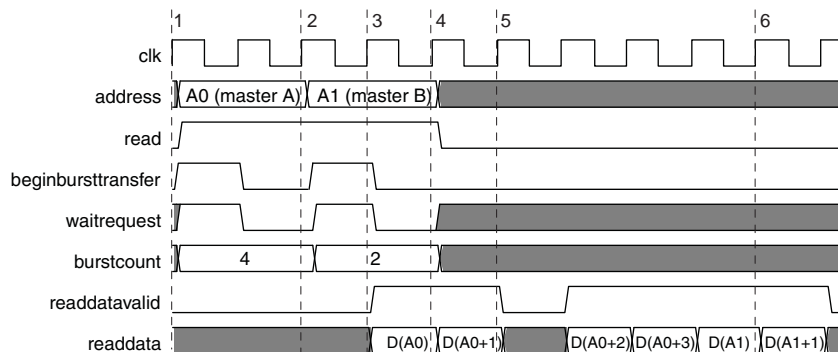 1 2 3 4 5 6
clk
address A0 (master A) A1 (master B)
read
beginbursttransfer
waitrequest
burstcount 4 2
readdatavalid
readdata D(A0) D(A0+1) D(A0+2) D(A0+3) D(A1) D(A1+1)